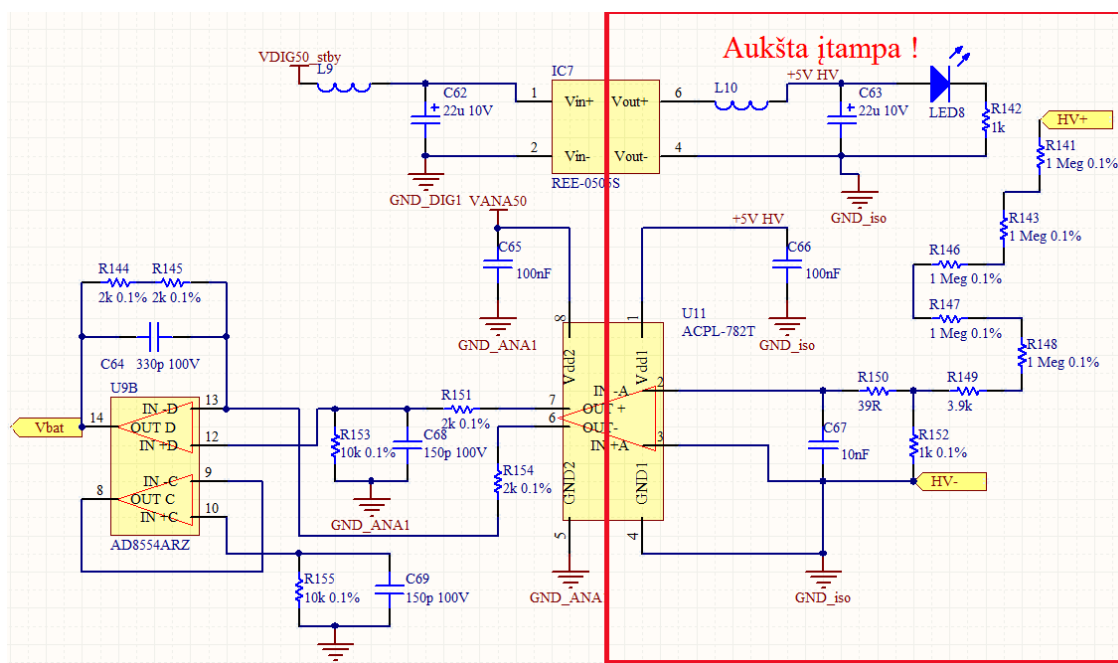 Aukšta įtampa !
VDIG50_stby
L9
C62
22u 10V
GND_DIG1
IC7
1
Vin+
Vout+
6
2
Vin-
Vout-
4
REE-0505S
L10
+5V HV
C63
22u 10V
LED8
R142
1k
GND_iso
HV+
R141
1 Meg 0.1%
R143
1 Meg 0.1%
R146
1 Meg 0.1%
R147
1 Meg 0.1%
R148
1 Meg 0.1%
VANA50
C65
100nF
GND_ANA1
+5V HV
C66
100nF
GND_iso
U11
ACPL-782T
8
1
Vdd2
Vdd1
IN -A
2
7
OUT +
6
OUT-
IN +A
3
GND2
GND1
5
4
GND_ANA
GND_iso
R150
39R
R149
3.9k
C67
10nF
R152
1k 0.1%
HV-
R144
R145
2k 0.1%
2k 0.1%
C64
330p 100V
U9B
Vbat
14
IN -D
13
OUT D
IN +D
12
IN -C
9
8
OUT C
IN +C
10
AD8554ARZ
R151
2k 0.1%
R153
10k 0.1%
C68
150p 100V
R154
2k 0.1%
GND_ANA1
R155
10k 0.1%
C69
150p 100V